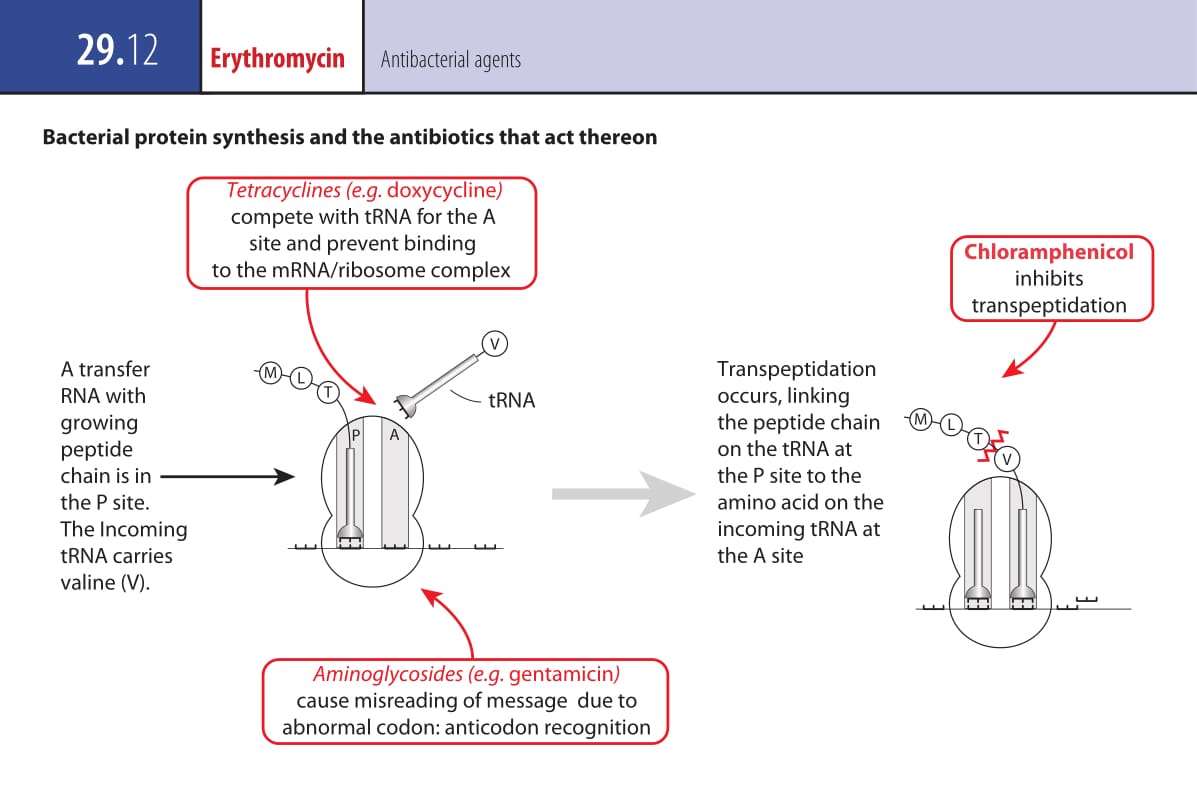 29.12
Erythromycin
Antibacterial agents
Bacterial protein synthesis and the antibiotics that act thereon
Tetracyclines (e.g. doxycycline)
compete with tRNA for the A
site and prevent binding
to the mRNA/ribosome complex
Chloramphenicol
inhibits
transpeptidation
A transfer
RNA with
growing
peptide
chain is in
the P site.
The Incoming
tRNA carries
valine (V).
M
L
T
V
tRNA
P
A
Transpeptidation
occurs, linking
the peptide chain
on the tRNA at
the P site to the
amino acid on the
incoming tRNA at
the A site
M
L
T
V
Aminoglycosides (e.g. gentamicin)
cause misreading of message due to
abnormal codon: anticodon recognition